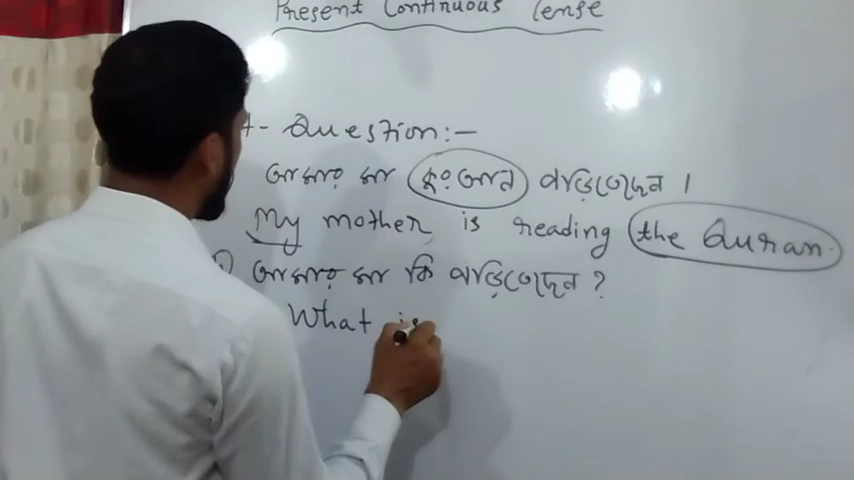 Present Continuous Tense
- Question:-
আমার মা কুরআন পড়িতেছেন ।
My mother is reading the Quran.
আমার মা কি পড়িতেছেন ?
What is